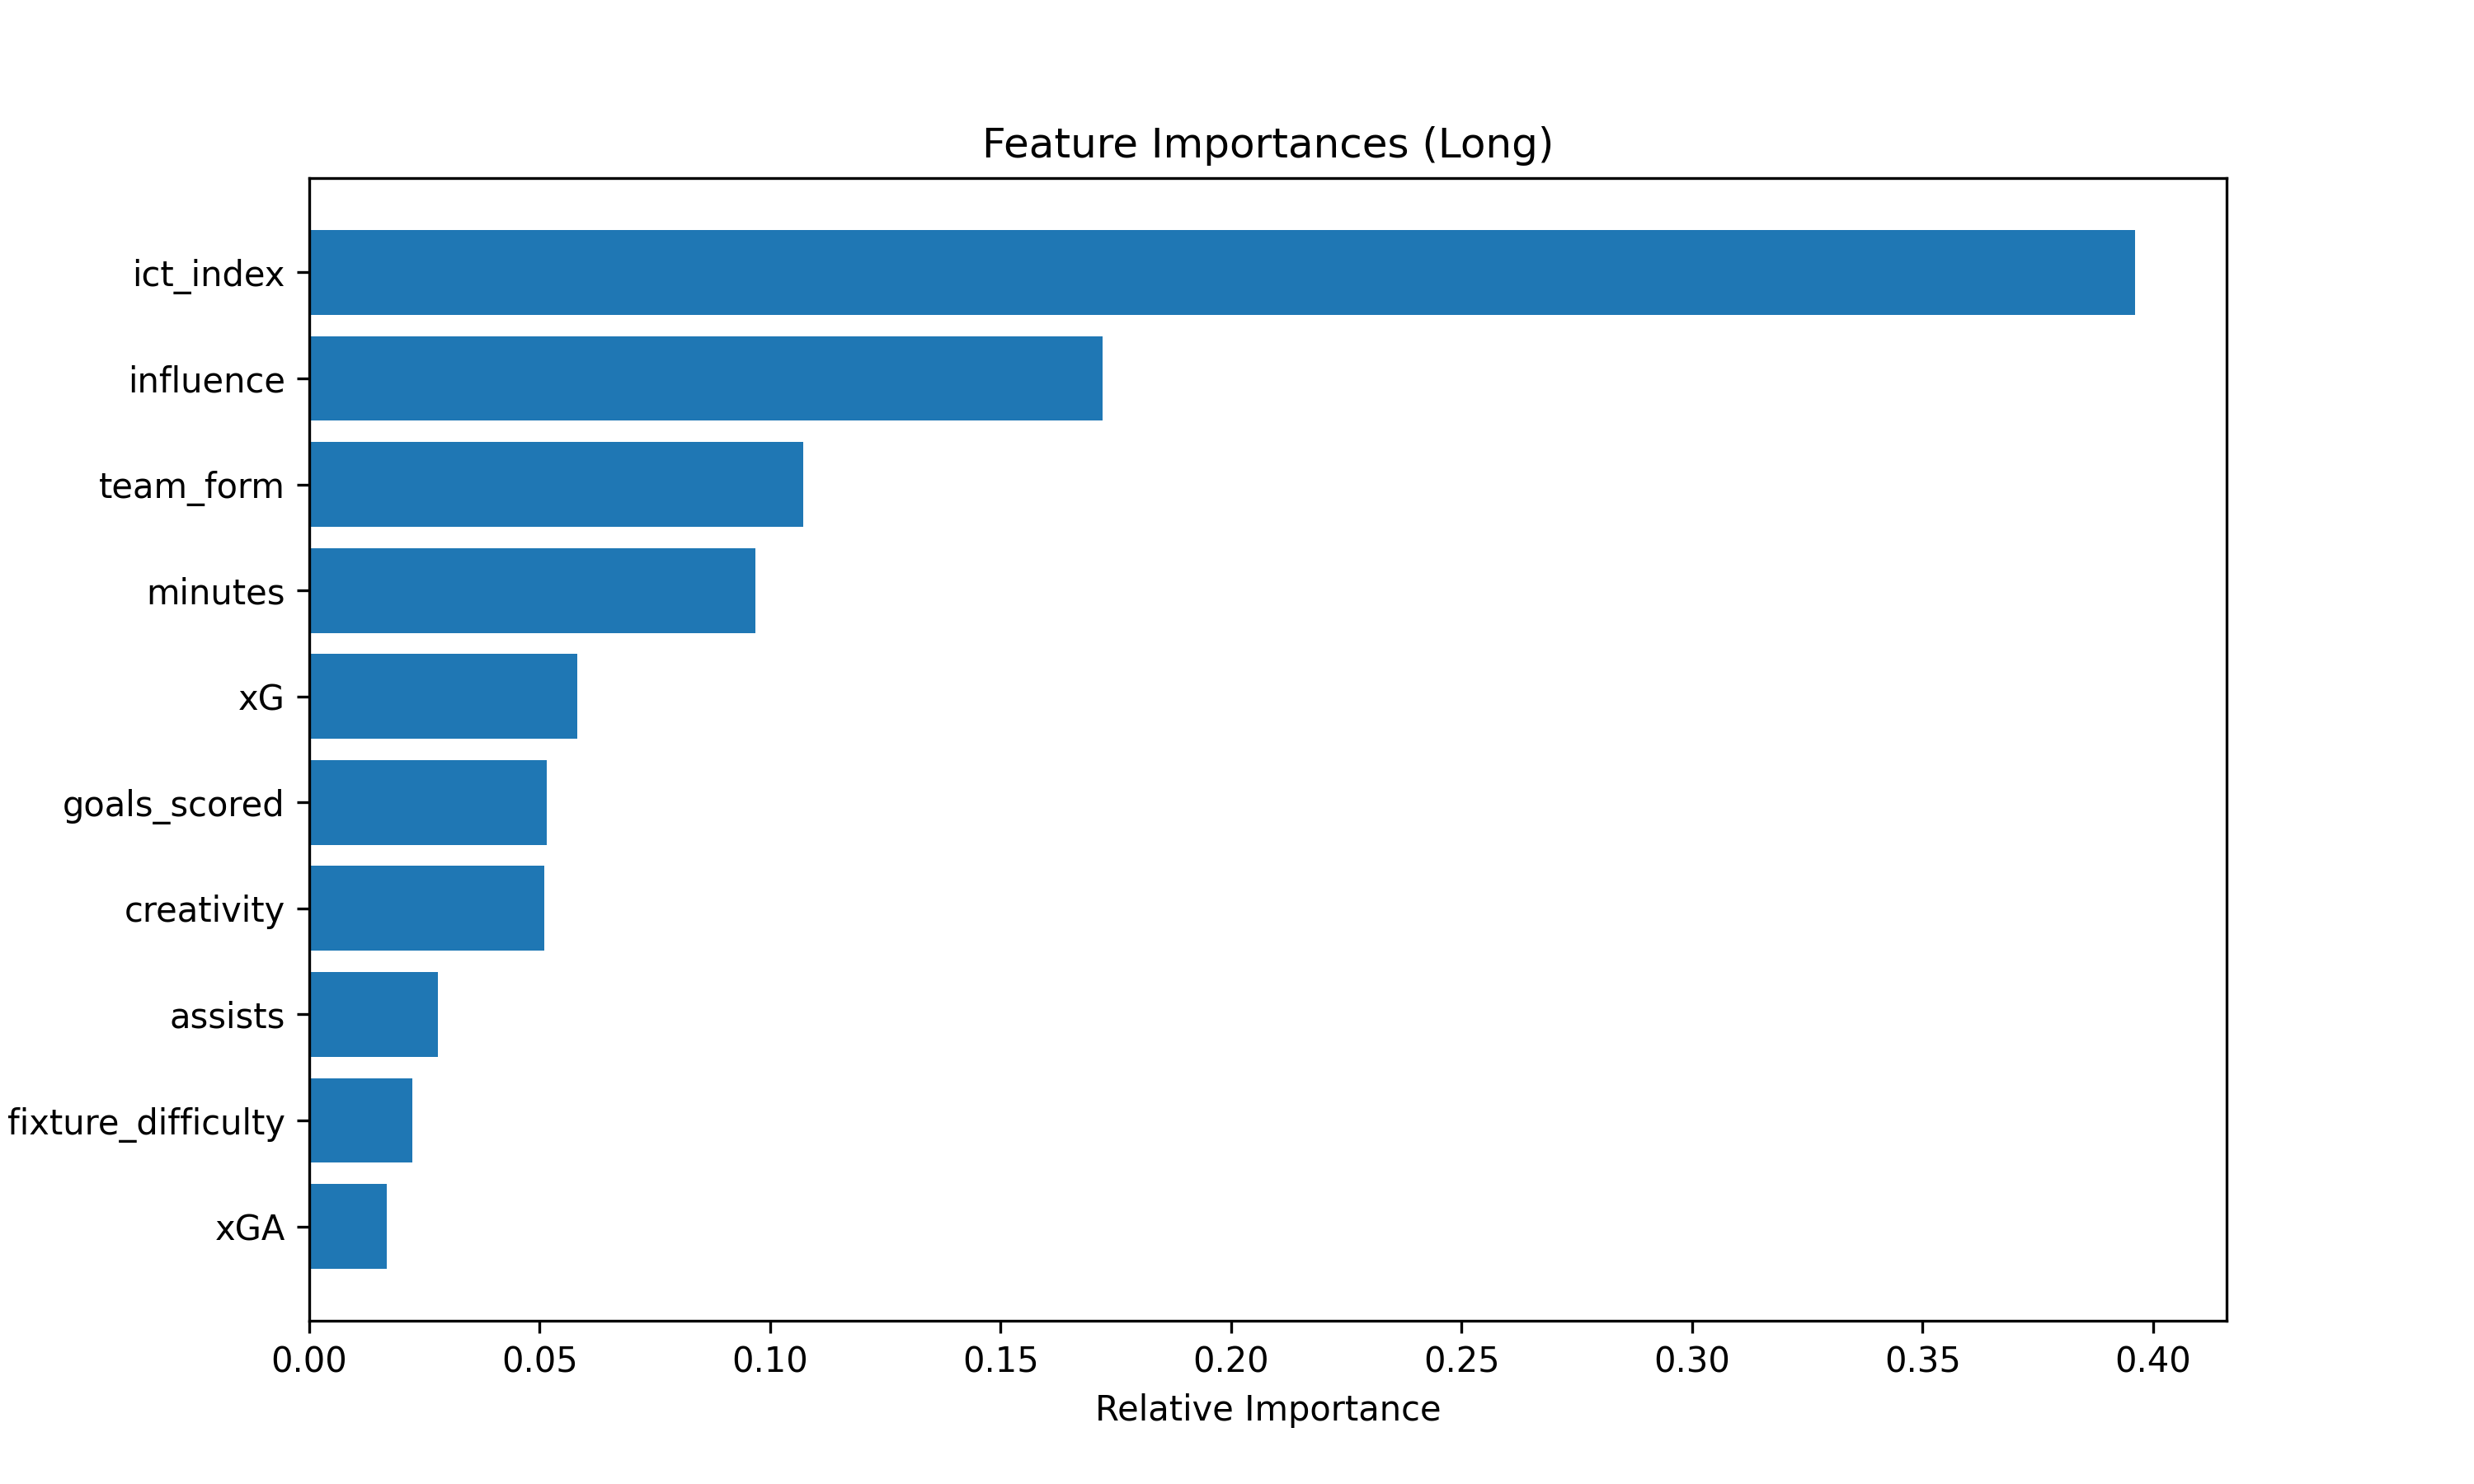 Feature Importances (Long)
ict_index
influence
team_form
minutes
xG
goals_scored
creativity
assists
fixture_difficulty
xGA
0.00 0.05 0.10 0.15 0.20 0.25 0.30 0.35 0.40
Relative Importance